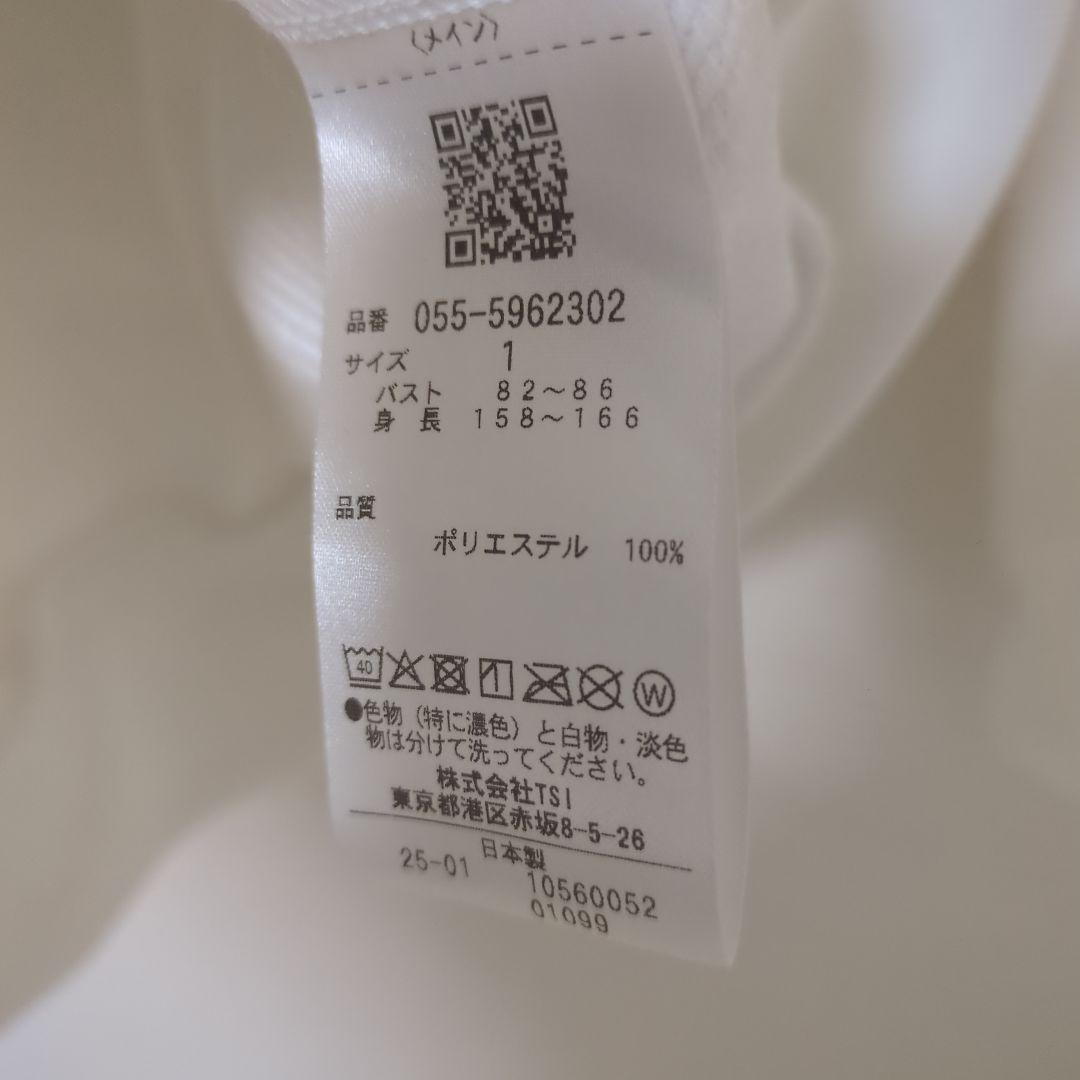 〈メイン〉
品番 055-5962302
サイズ 1
バスト 82〜86
身長 158〜166
品質
ポリエステル 100%
40
W
●色物（特に濃色）と白物・淡色
物は分けて洗ってください。
株式会社TSI
東京都港区赤坂8-5-26
日本製
25-01 10560052
01099